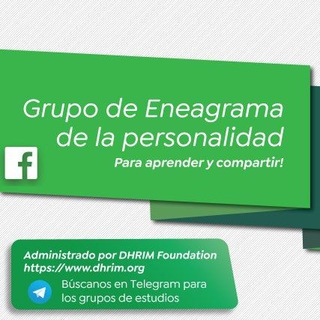 Grupo de Eneagrama
de la personalidad
Para aprender y compartir!
Administrado por DHRIM Foundation
https://www.dhrim.org
Búscanos en Telegram para
los grupos de estudios